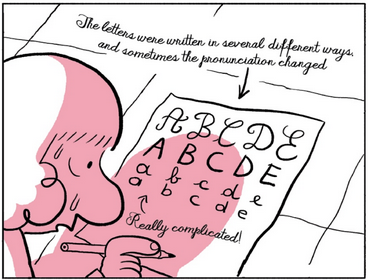 The letters were written in several different ways,
and sometimes the pronunciation changed
A B C D E
A B C D E
a b c d e
a b c d e
Really complicated!